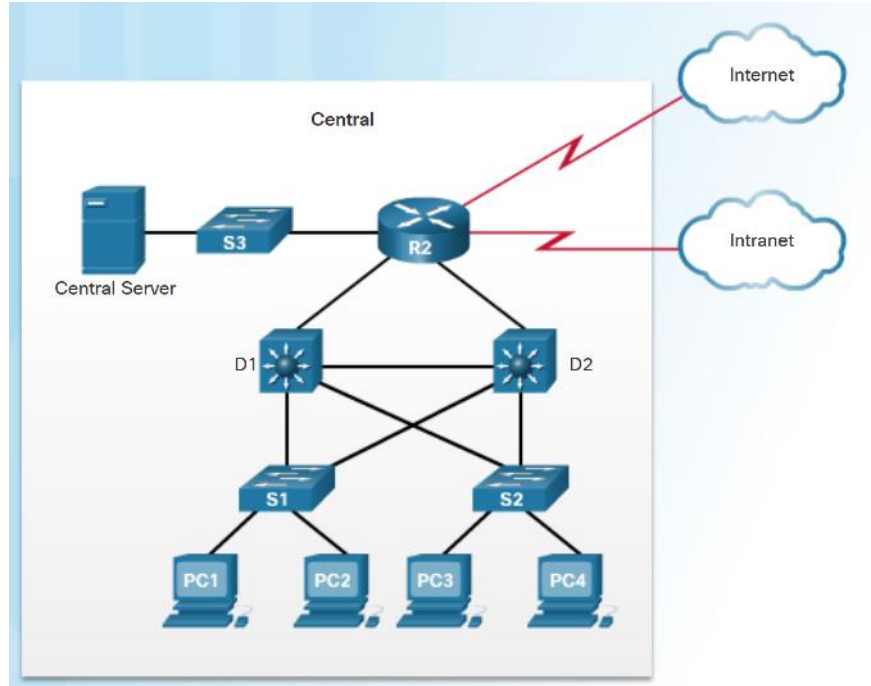 Internet
Central
Intranet
S3
R2
Central Server
D1
D2
S1
S2
PC1
PC2
PC3
PC4